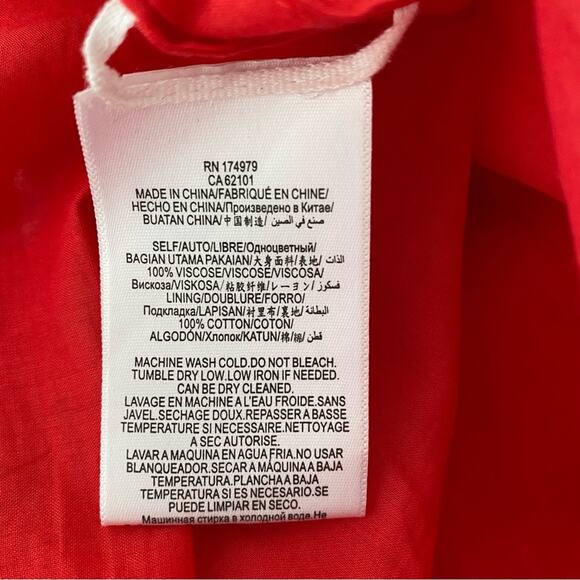 RN 174979
CA 62101
MADE IN CHINA/FABRIQUÉ EN CHINE/
HECHO EN CHINA/Произведено в Китае/
BUATAN CHINA/中国制造/ صنع في الصين/
SELF/AUTO/LIBRE/Одноцветный/
BAGIAN UTAMA PAKAIAN/大身面料/表地/ الذات/
100% VISCOSE/VISCOSE/VISCOSA/
Вискоза/VISKOSA/粘胶纤维/レーヨン/ فسكوز/
LINING/DOUBLURE/FORRO/
Подкладка/LAPISAN/衬里布/裏地/ البطانة/
100% COTTON/COTON/
ALGODÓN/Хлопок/KATUN/棉/綿/ قطن/
MACHINE WASH COLD.DO NOT BLEACH.
TUMBLE DRY LOW.LOW IRON IF NEEDED.
CAN BE DRY CLEANED.
LAVAGE EN MACHINE A L'EAU FROIDE.SANS
JAVEL.SECHAGE DOUX.REPASSER A BASSE
TEMPERATURE SI NECESSAIRE.NETTOYAGE
A SEC AUTORISE.
LAVAR A MAQUINA EN AGUA FRIA.NO USAR
BLANQUEADOR.SECAR A MÁQUINA A BAJA
TEMPERATURA.PLANCHA A BAJA
TEMPERATURA SI ES NECESARIO.SE
PUEDE LIMPIAR EN SECO.
Машинная стирка в холодной воде.Не